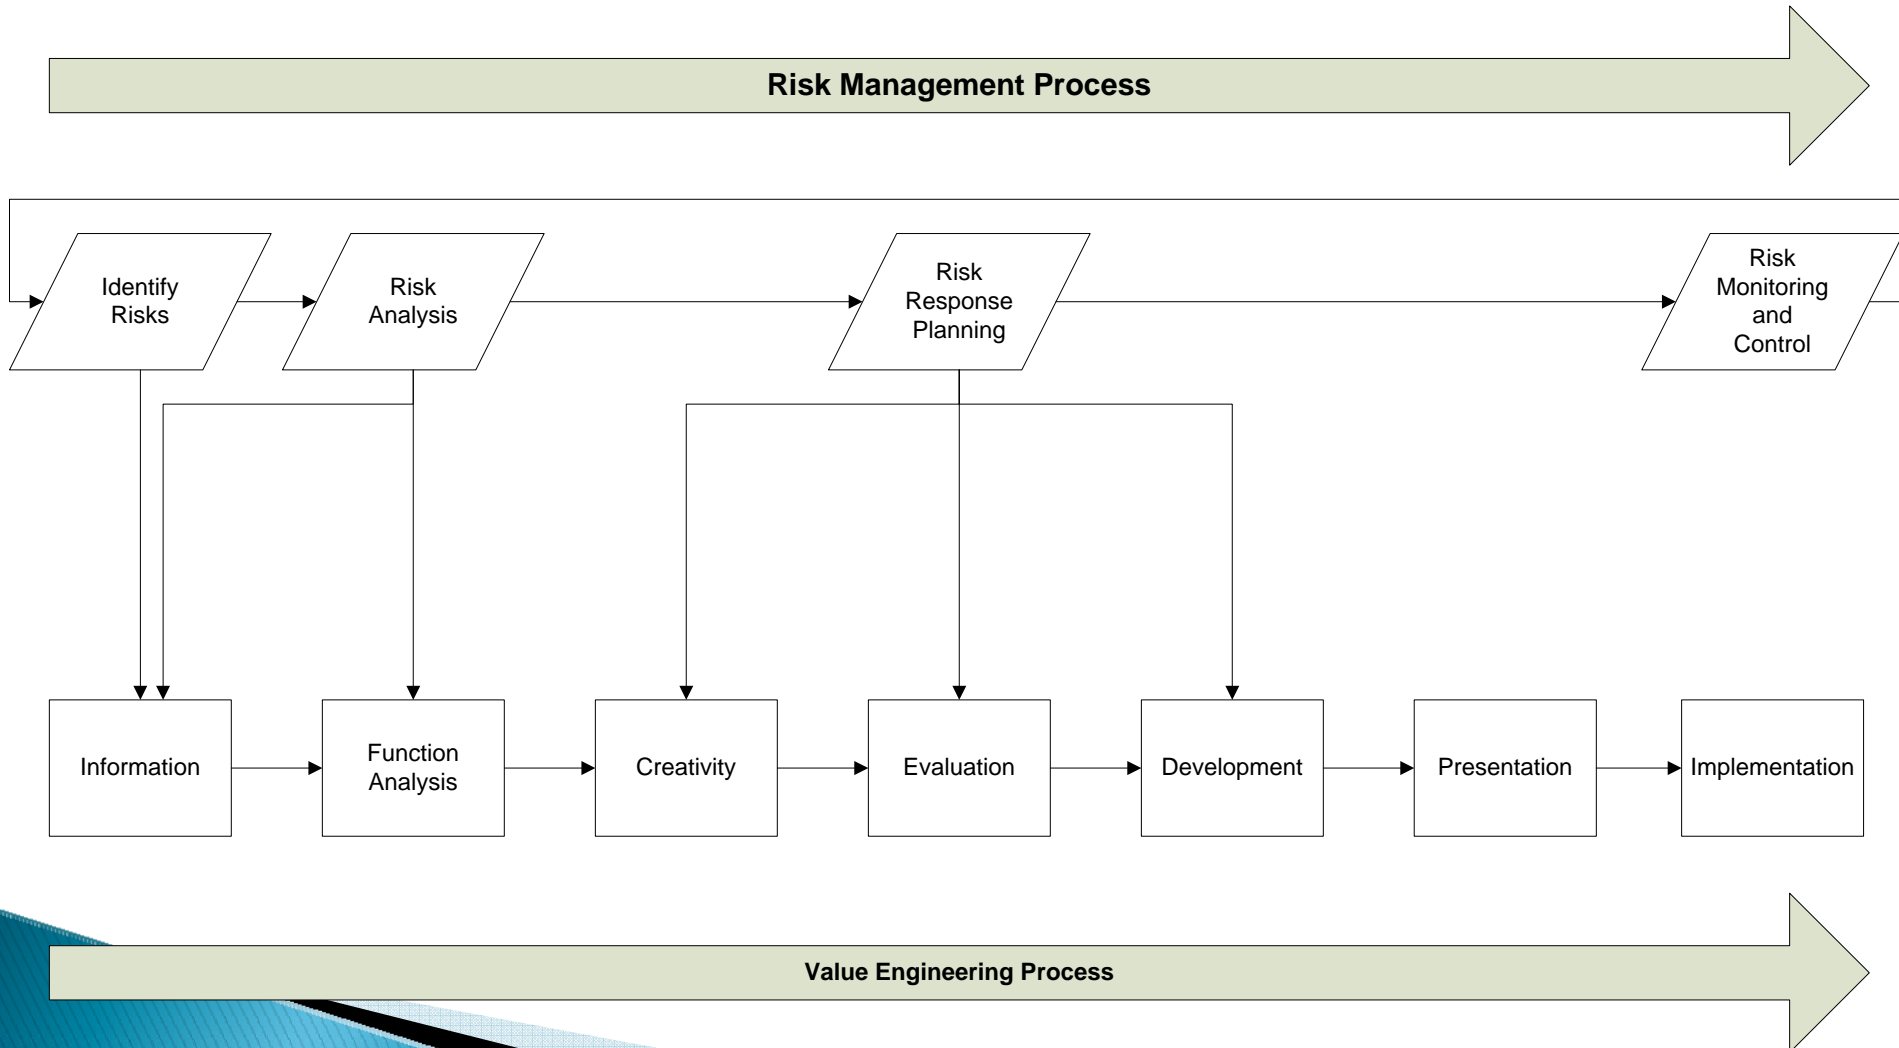 Risk Management Process
Identify
Risks
Risk
Analysis
Risk
Response
Planning
Risk
Monitoring
and
Control
Information
Function
Analysis
Creativity
Evaluation
Development
Presentation
Implementation
Value Engineering Process